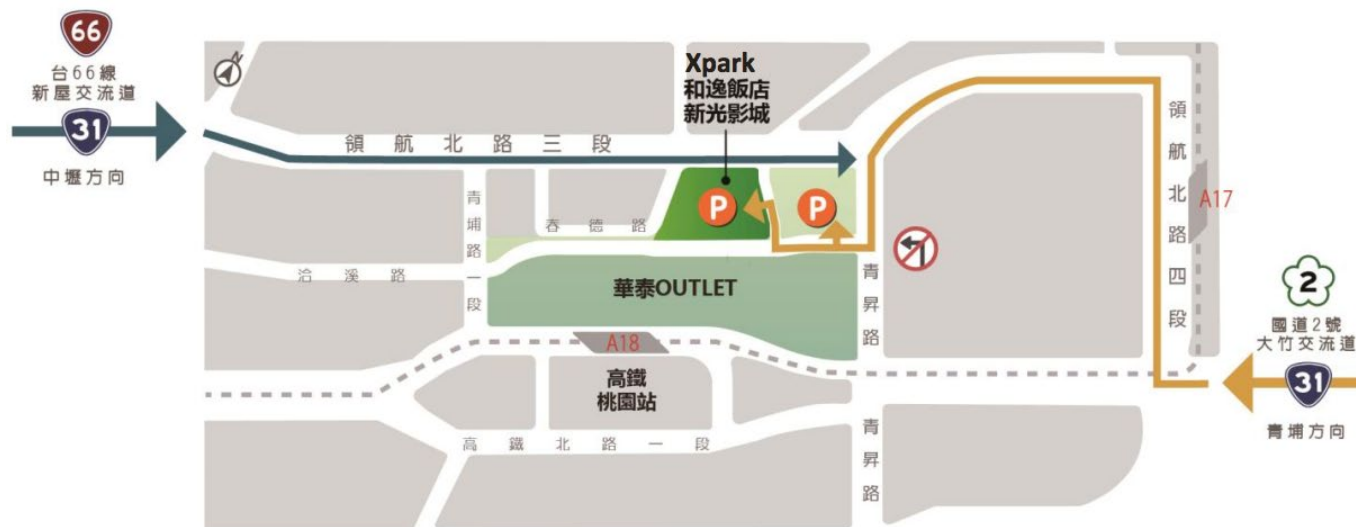 66
台66線
新屋交流道
31
中壢方向
N
Xpark
和逸飯店
新光影城
領航北路三段
P
P
青埔路一段
春德路
洽溪路
華泰OUTLET
青昇路
領航北路四段
A17
2
國道2號
大竹交流道
31
青埔方向
A18
高鐵
桃園站
高鐵北路一段
青昇路